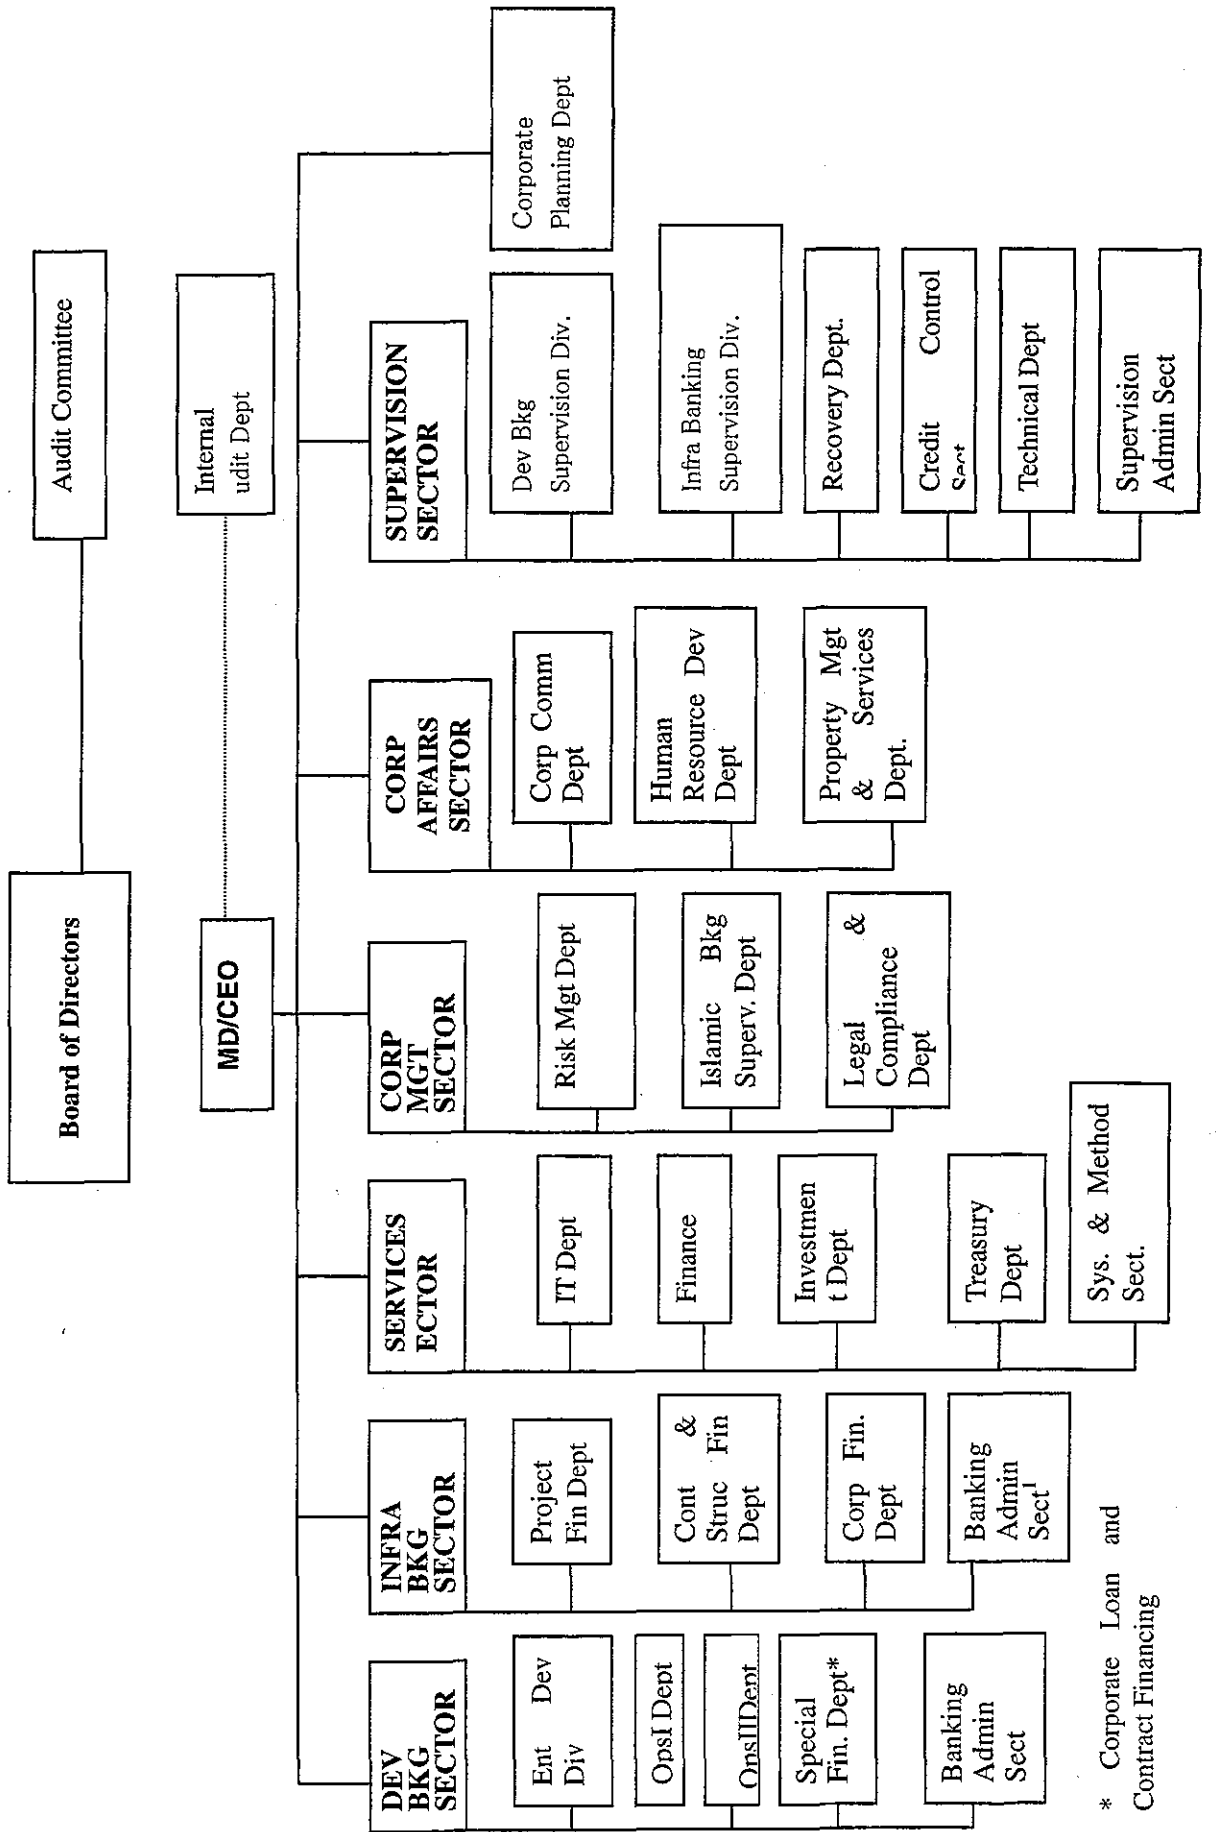 Board of Directors
Audit Committee
MD/CEO
Internal
udit Dept
DEV
BKG
SECTOR
Ent Dev
Div
OpsI Dept
OpsIIDept
Special
Fin. Dept*
Banking
Admin
Sect
INFRA
BKG
SECTOR
Project
Fin Dept
Cont &
Struc Fin
Dept
Corp Fin.
Dept
Banking
Admin
Sect¹
SERVICES
ECTOR
IT Dept
Finance
Investmen
t Dept
Treasury
Dept
Sys. & Method
Sect.
CORP
MGT
SECTOR
Risk Mgt Dept
Islamic Bkg
Superv. Dept
Legal &
Compliance
Dept
CORP
AFFAIRS
SECTOR
Corp Comm
Dept
Human
Resource Dev
Dept
Property Mgt
& Services
Dept.
SUPERVISION
SECTOR
Dev Bkg
Supervision Div.
Infra Banking
Supervision Div.
Recovery Dept.
Credit Control
Sect
Technical Dept
Supervision
Admin Sect
Corporate
Planning Dept
* Corporate Loan and
Contract Financing